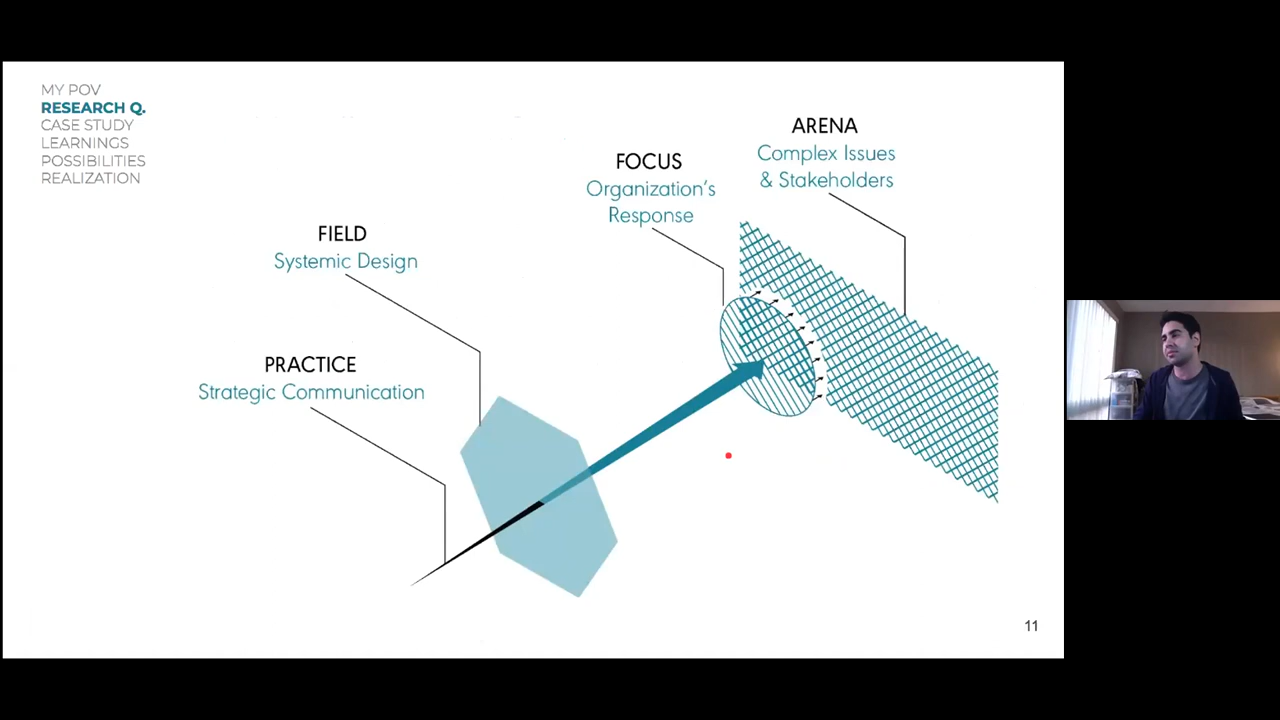 MY POV
RESEARCH Q.
CASE STUDY
LEARNINGS
POSSIBILITIES
REALIZATION
ARENA
Complex Issues
& Stakeholders
FOCUS
Organization's
Response
FIELD
Systemic Design
PRACTICE
Strategic Communication
11